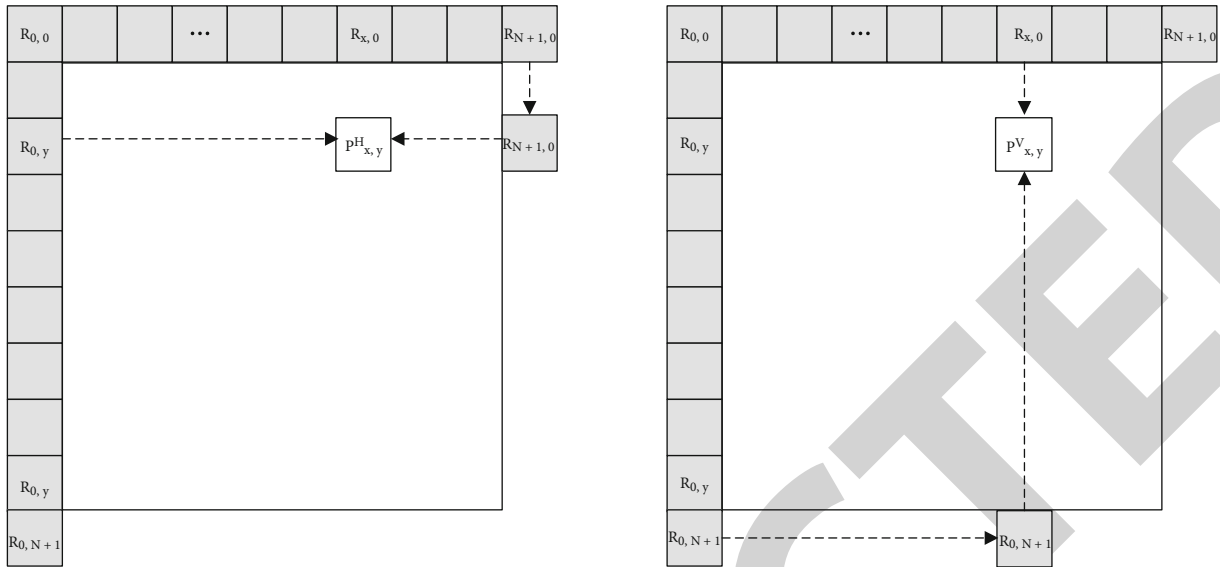 R0, 0 ... Rx, 0 RN + 1, 0
R0, y PHx, y RN + 1, 0
R0, y
R0, N + 1
R0, 0 ... Rx, 0 RN + 1, 0
R0, y PVx, y
R0, y
R0, N + 1 R0, N + 1
CTED